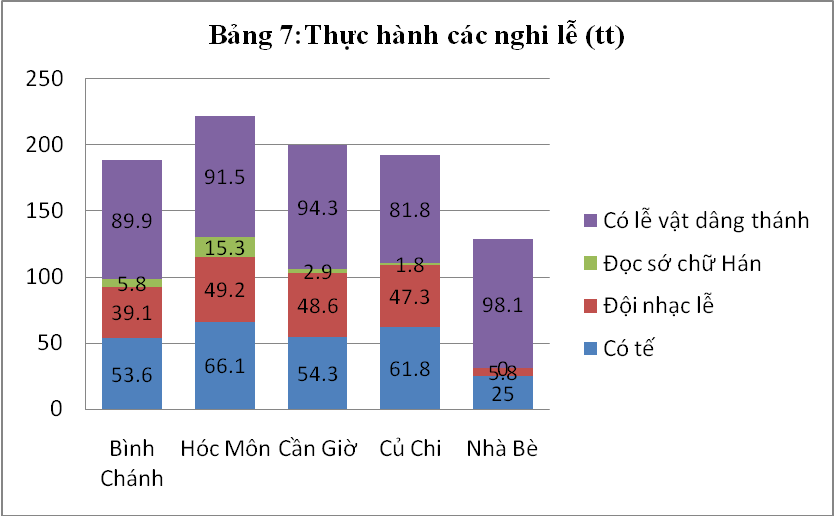 Bảng 7:Thực hành các nghi lễ (tt)
250
200
150
100
50
0
89.9
91.5
94.3
81.8
98.1
5.8
15.3
2.9
1.8
0
39.1
49.2
48.6
47.3
5.8
53.6
66.1
54.3
61.8
25
Bình
Chánh
Hóc Môn
Cần Giờ
Củ Chi
Nhà Bè
Có lễ vật dâng thánh
Đọc sớ chữ Hán
Đội nhạc lễ
Có tế